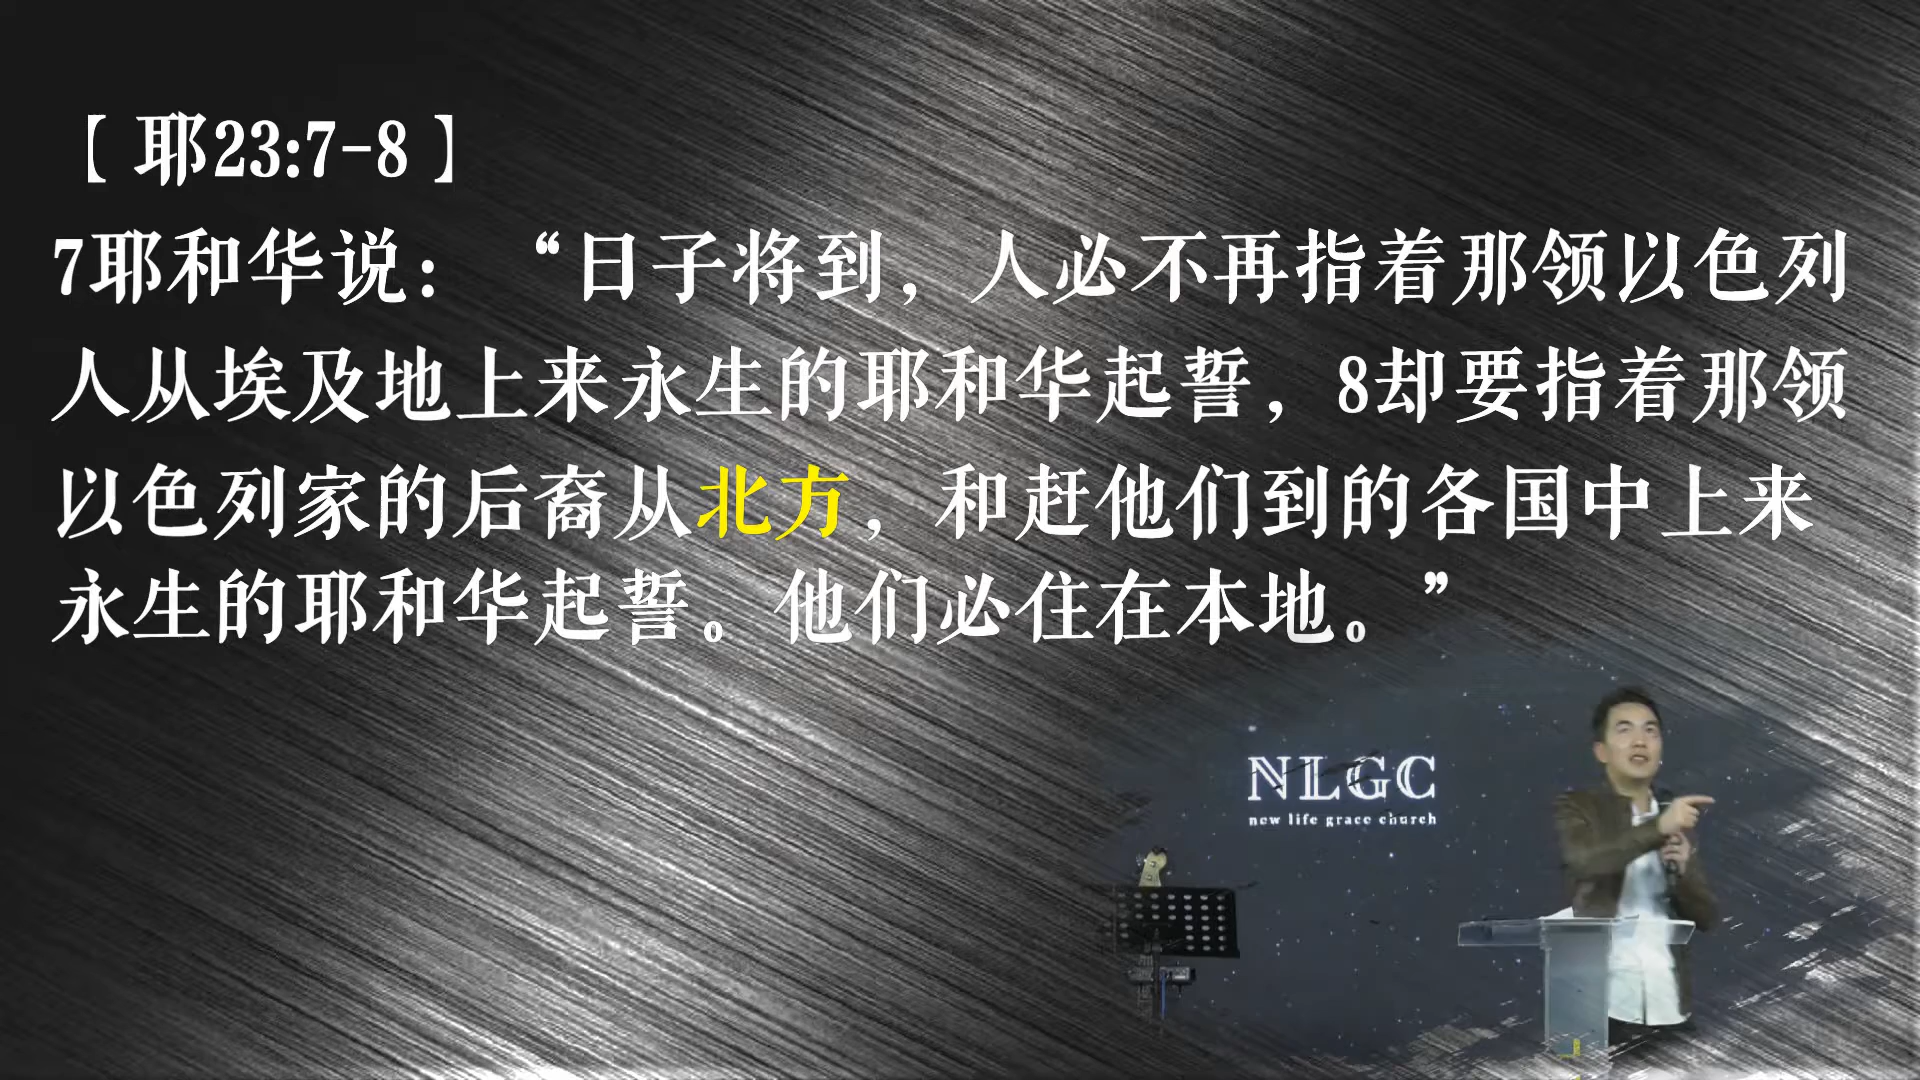 【耶23:7-8】
7耶和华说：“日子将到，人必不再指着那领以色列
人从埃及地上来永生的耶和华起誓，8却要指着那领
以色列家的后裔从北方，和赶他们到的各国中上来
永生的耶和华起誓。他们必住在本地。”
NLGC
new life grace church